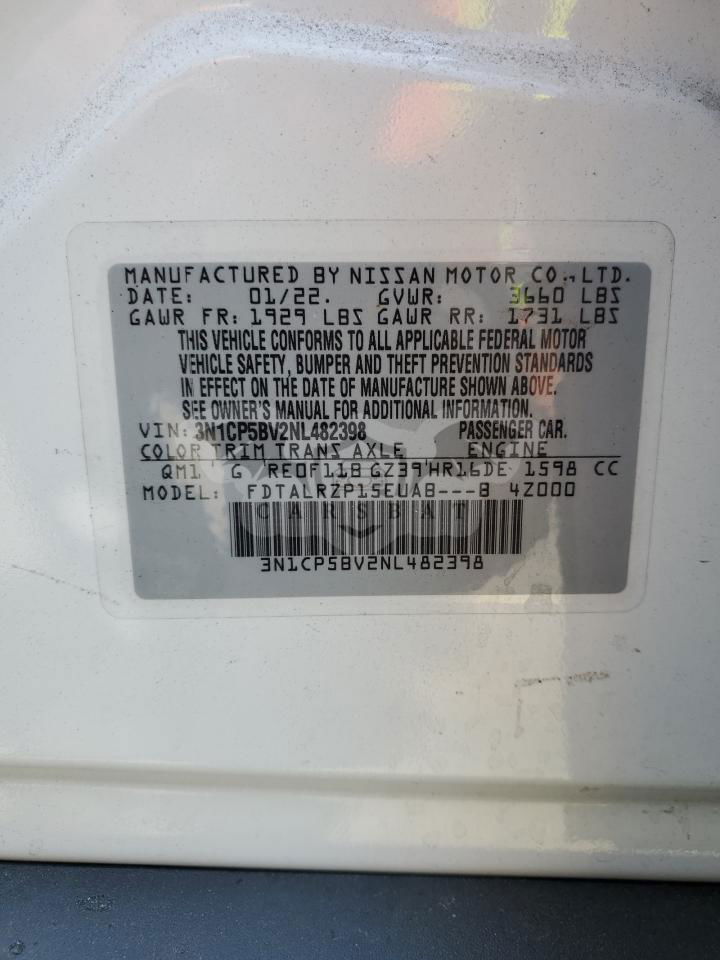 MANUFACTURED BY NISSAN MOTOR CO., LTD.
DATE: 01/22. GVWR: 3660 LBS
GAWR FR: 1929 LBS GAWR RR: 1731 LBS
THIS VEHICLE CONFORMS TO ALL APPLICABLE FEDERAL MOTOR
VEHICLE SAFETY, BUMPER AND THEFT PREVENTION STANDARDS
IN EFFECT ON THE DATE OF MANUFACTURE SHOWN ABOVE.
SEE OWNER'S MANUAL FOR ADDITIONAL INFORMATION.
VIN: 3N1CP5BV2NL482398 PASSENGER CAR.
COLOR TRIM TRANS AXLE ENGINE
QM1 G RE0F11B GZ39 HR16DE 1598 CC
MODEL: FDTALRZP15EUAB---B 4Z000
CARSBAT
3N1CP5BV2NL482398